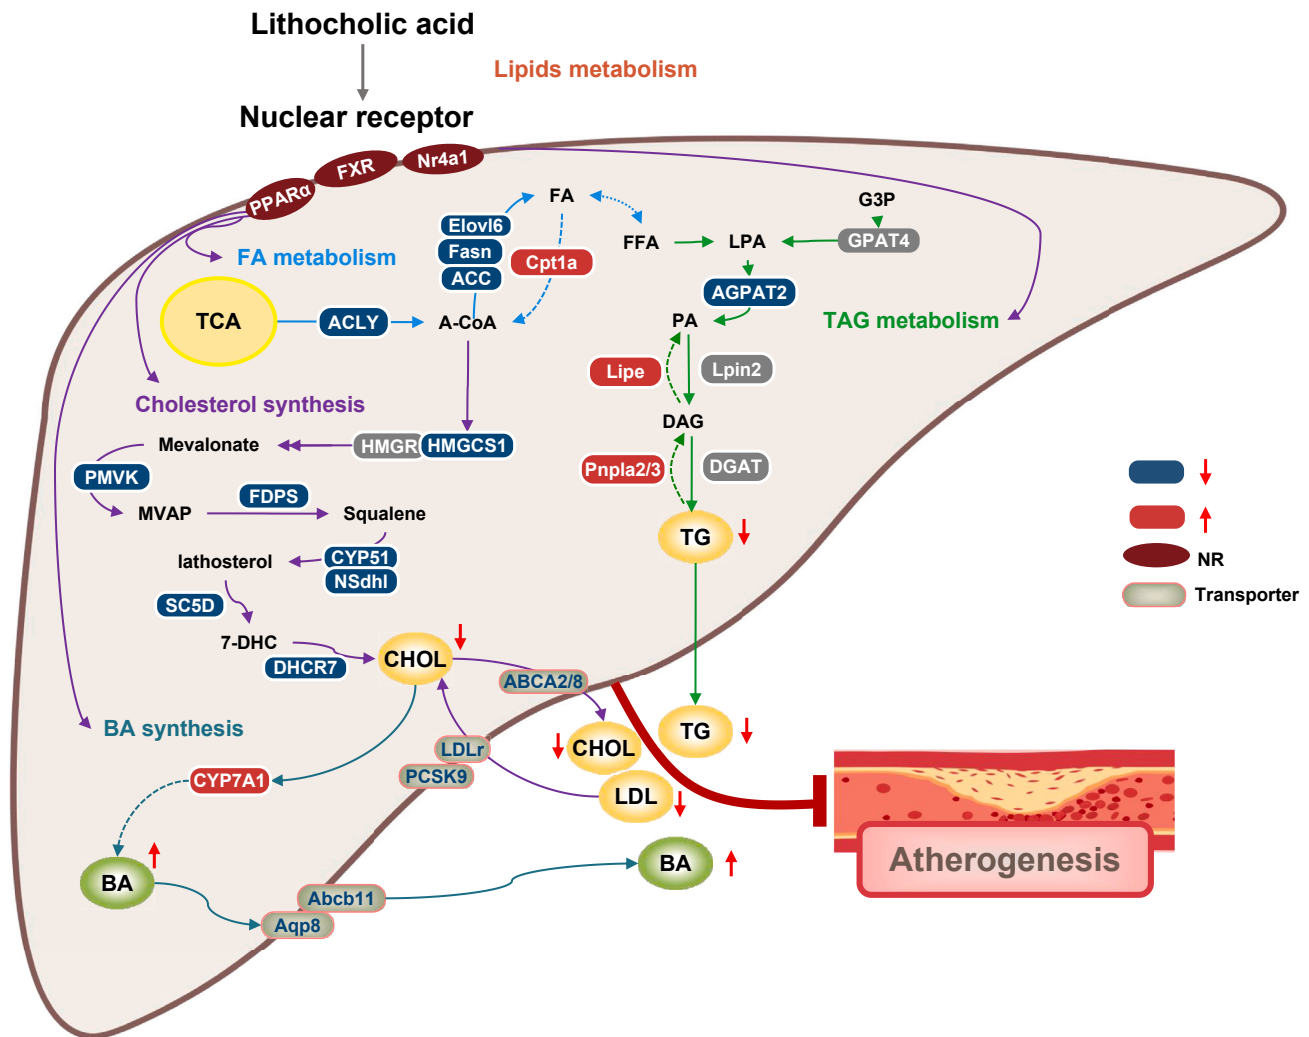 Lithocholic acid
Lipids metabolism
Nuclear receptor
PPARα
FXR
Nr4a1
FA metabolism
TCA
ACLY
A-CoA
Elovl6
Fasn
ACC
FA
Cpt1a
FFA
LPA
G3P
GPAT4
AGPAT2
PA
TAG metabolism
Lipe
Lpin2
DAG
Pnpla2/3
DGAT
TG
Cholesterol synthesis
Mevalonate
HMGR
HMGCS1
PMVK
MVAP
FDPS
Squalene
lathosterol
CYP51
NSdhl
SC5D
7-DHC
DHCR7
CHOL
ABCA2/8
BA synthesis
CYP7A1
LDLr
PCSK9
CHOL
TG
LDL
BA
BA
Abcb11
Aqp8
NR
Transporter
Atherogenesis